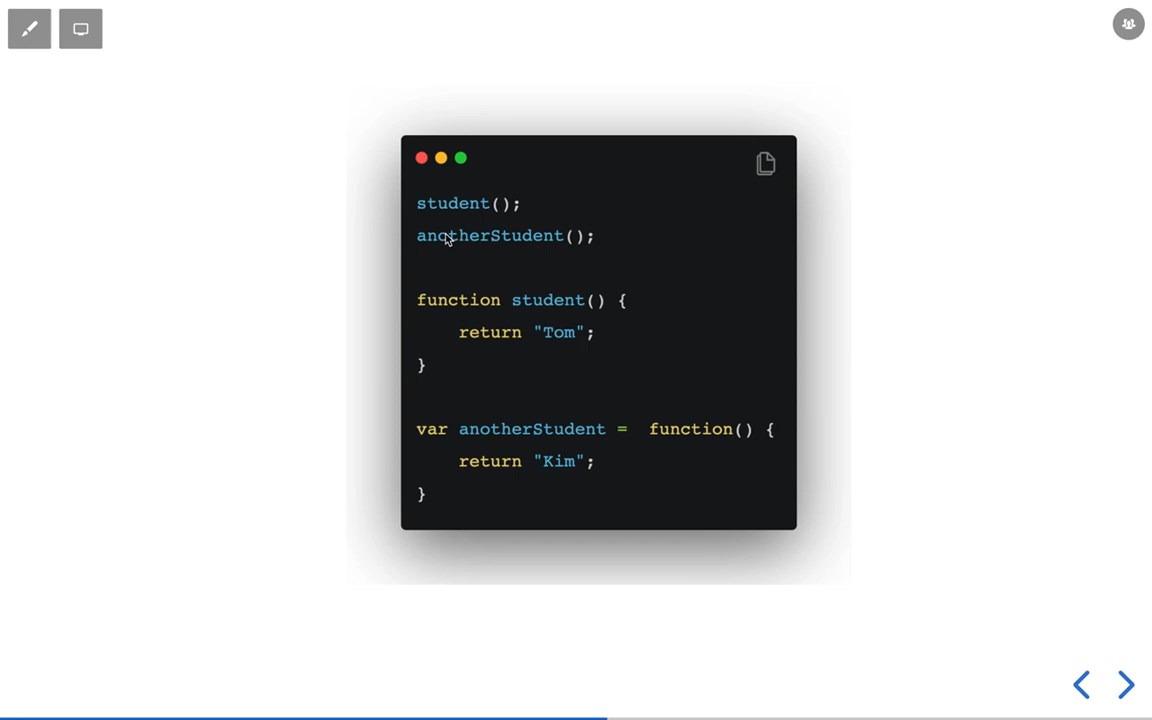 student();
anotherStudent();
function student() {
return "Tom";
}
var anotherStudent = function() {
return "Kim";
}